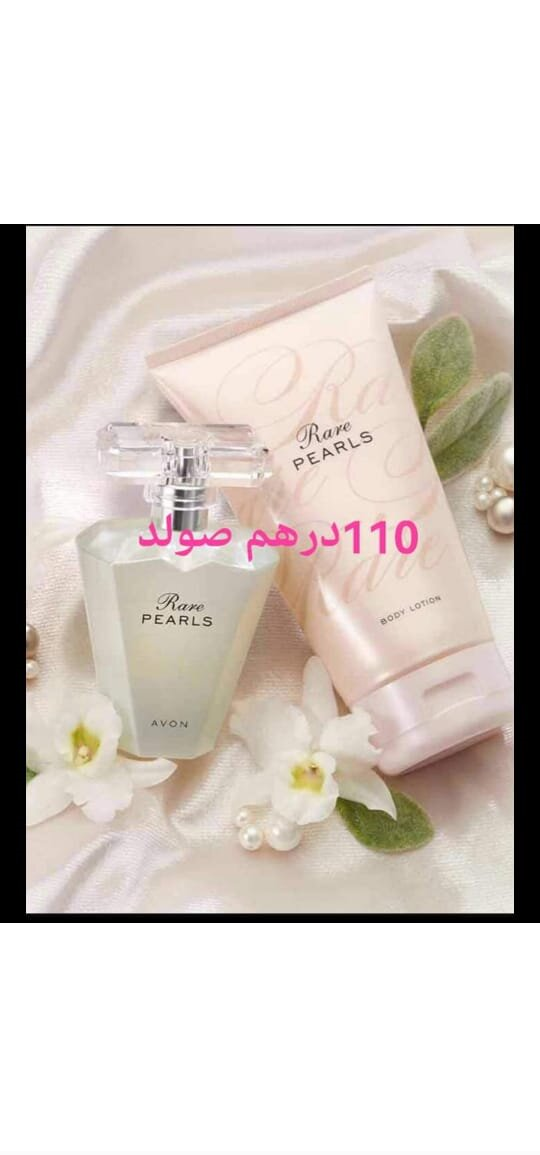 Rare
PEARLS
110درهم صولد
Rare
PEARLS
AVON
BODY LOTION